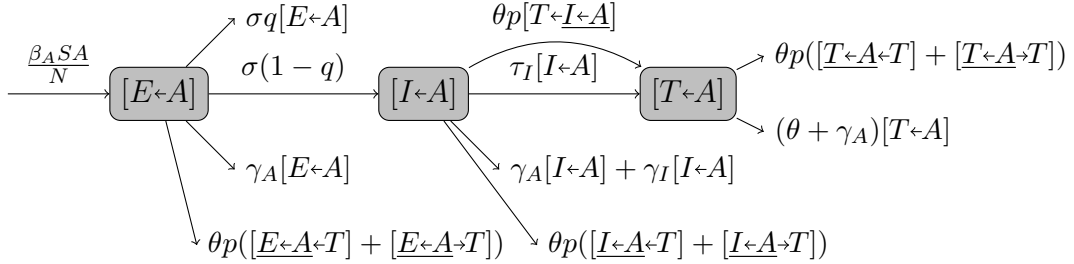 θp[T←I←A]
σq[E←A]
β_A SA / N
σ(1 − q)
τ_I[I←A]
θp([T←A←T] + [T←A→T])
[E←A]
[I←A]
[T←A]
(θ + γ_A)[T←A]
γ_A[E←A]
γ_A[I←A] + γ_I[I←A]
θp([E←A←T] + [E←A→T])
θp([I←A←T] + [I←A→T])